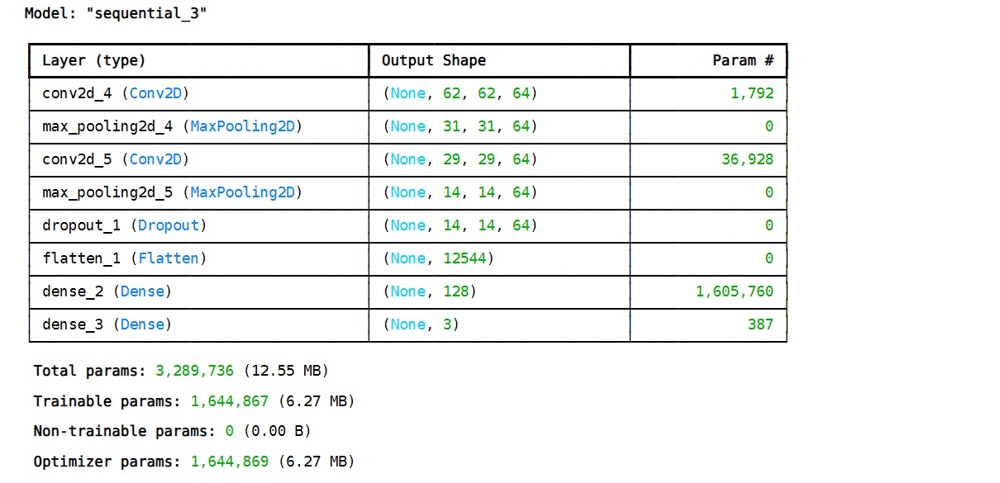 Model: "sequential_3"
Layer (type) Output Shape Param #
conv2d_4 (Conv2D) (None, 62, 62, 64) 1,792
max_pooling2d_4 (MaxPooling2D) (None, 31, 31, 64) 0
conv2d_5 (Conv2D) (None, 29, 29, 64) 36,928
max_pooling2d_5 (MaxPooling2D) (None, 14, 14, 64) 0
dropout_1 (Dropout) (None, 14, 14, 64) 0
flatten_1 (Flatten) (None, 12544) 0
dense_2 (Dense) (None, 128) 1,605,760
dense_3 (Dense) (None, 3) 387
Total params: 3,289,736 (12.55 MB)
Trainable params: 1,644,867 (6.27 MB)
Non-trainable params: 0 (0.00 B)
Optimizer params: 1,644,869 (6.27 MB)